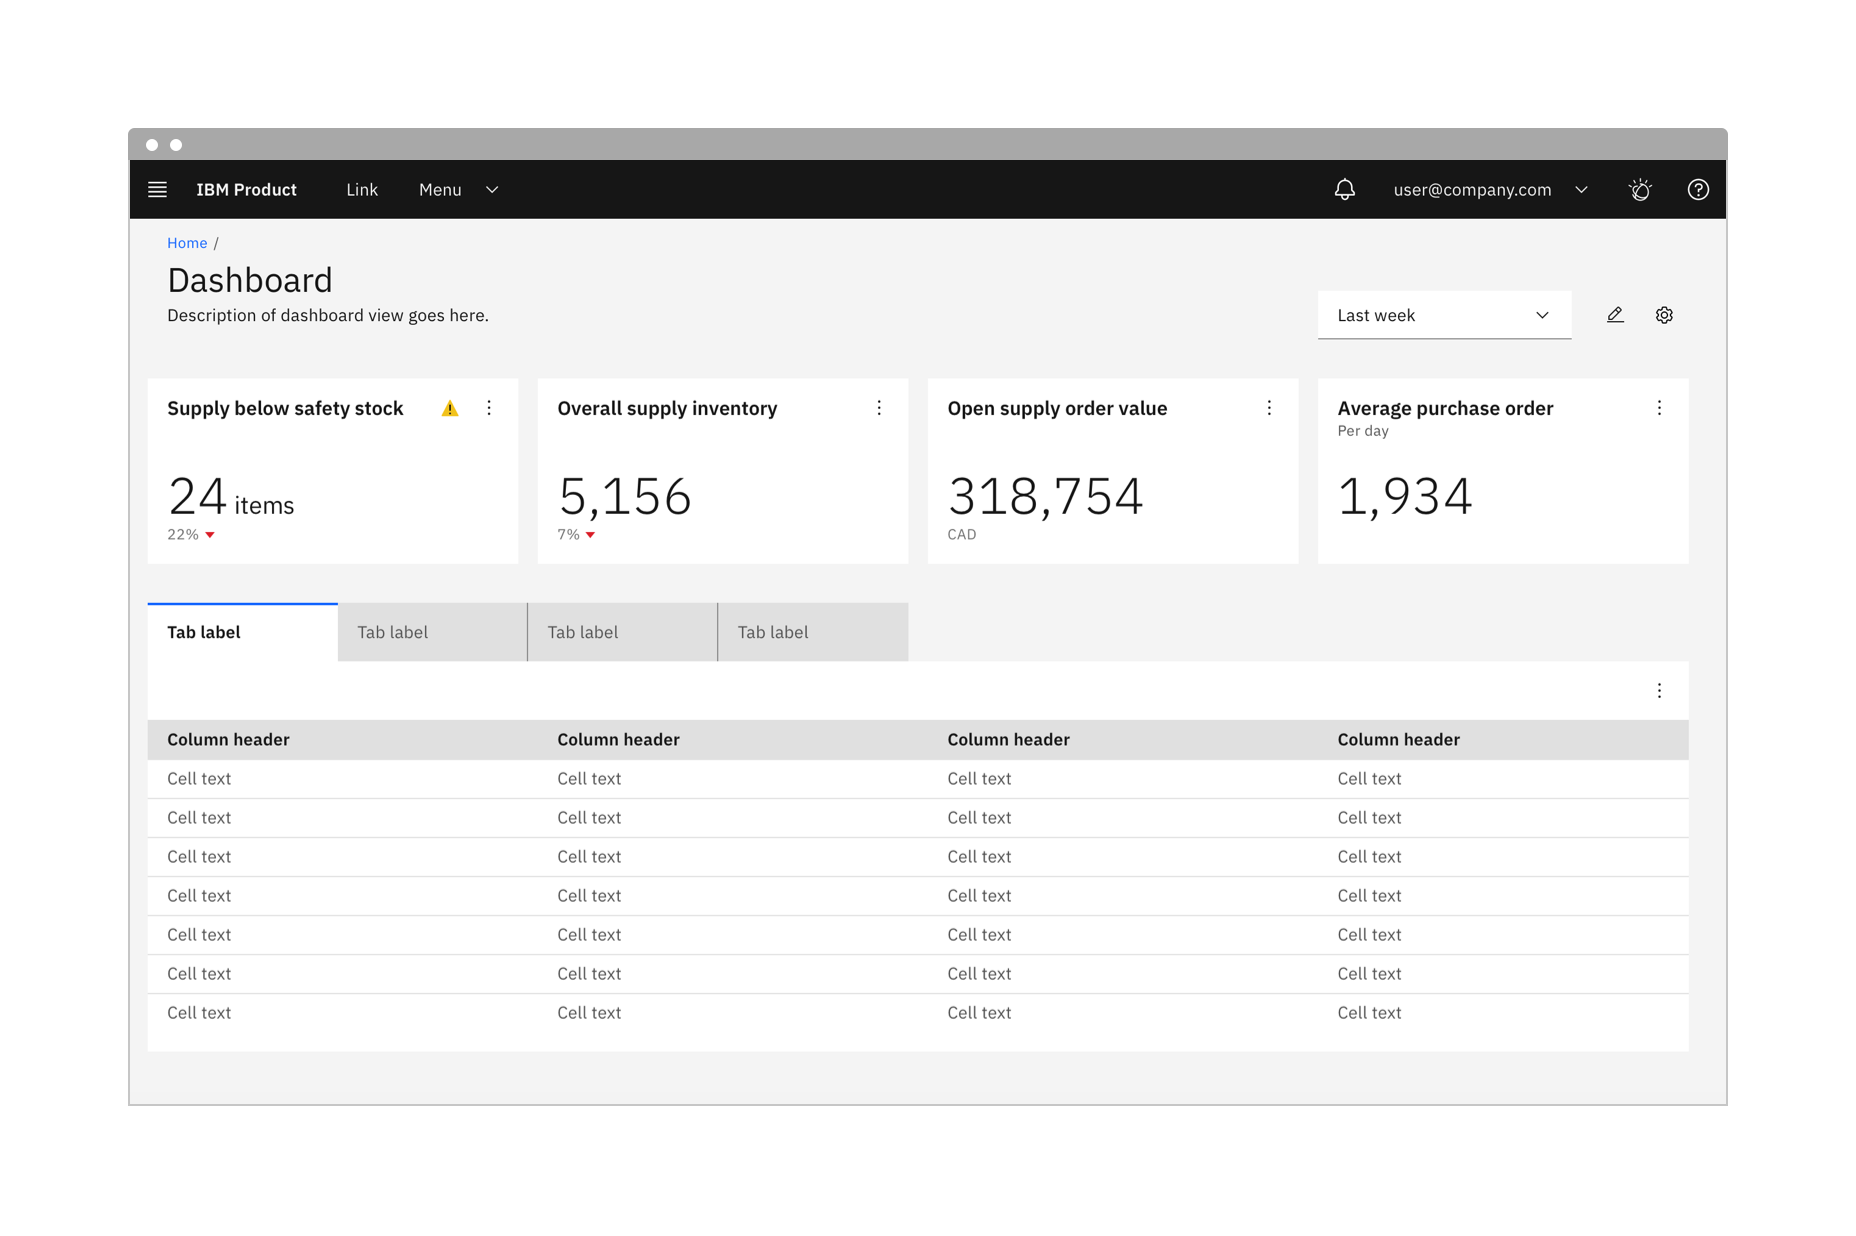 IBM Product Link Menu user@company.com
Home /
Dashboard
Description of dashboard view goes here.
Last week
Supply below safety stock
24 items
22%
Overall supply inventory
5,156
7%
Open supply order value
318,754
CAD
Average purchase order
Per day
1,934
Tab label Tab label Tab label Tab label
Column header Column header Column header Column header
Cell text Cell text Cell text Cell text
Cell text Cell text Cell text Cell text
Cell text Cell text Cell text Cell text
Cell text Cell text Cell text Cell text
Cell text Cell text Cell text Cell text
Cell text Cell text Cell text Cell text
Cell text Cell text Cell text Cell text